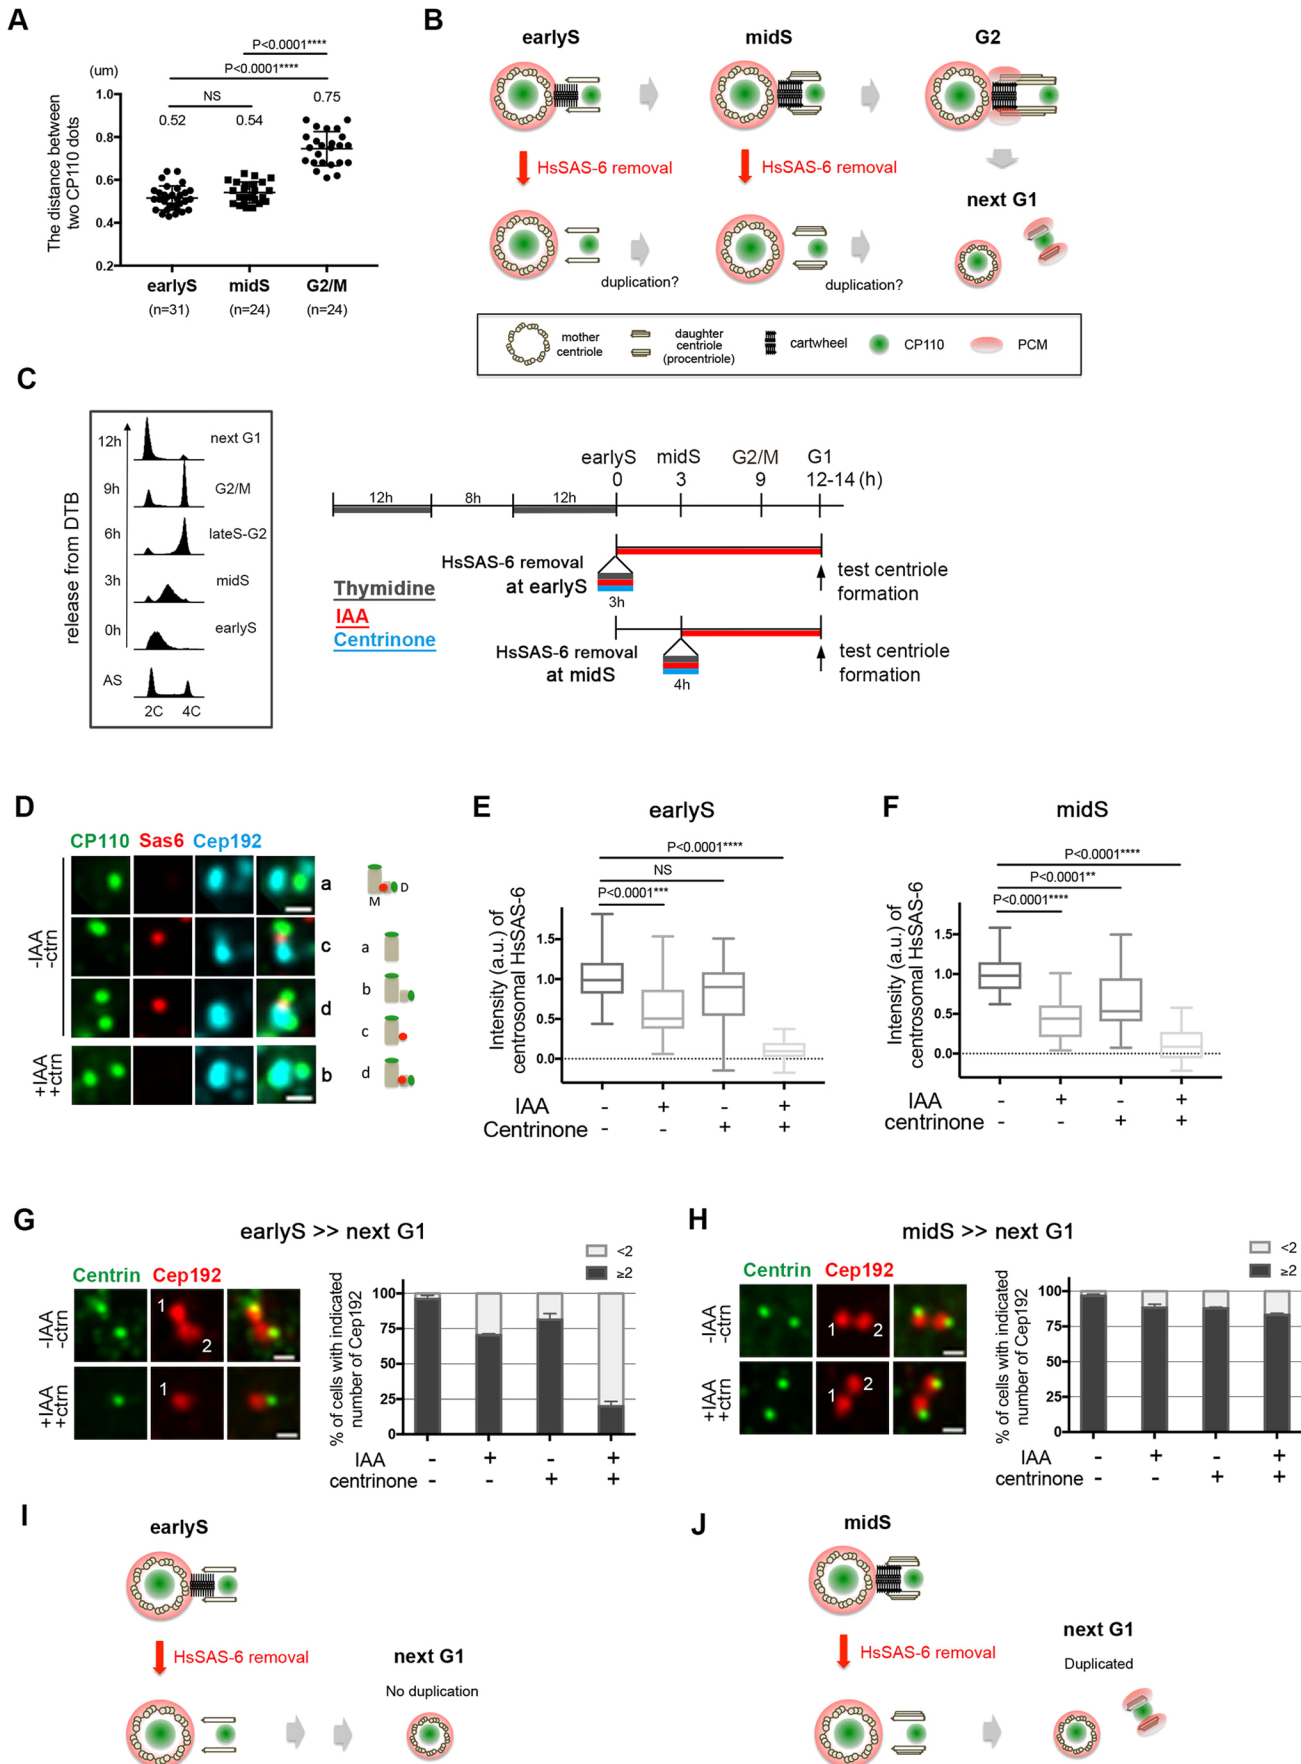 A
P<0.0001****
(um)
P<0.0001****
1.0
NS
0.75
0.52
0.54
0.8
0.6
0.4
0.2
The distance between
two CP110 dots
earlyS
midS
G2/M
(n=31)
(n=24)
(n=24)
B
earlyS
midS
G2
HsSAS-6 removal
HsSAS-6 removal
next G1
duplication?
duplication?
mother
centriole
daughter
centriole
(procentriole)
cartwheel
CP110
PCM
C
release from DTB
12h
next G1
9h
G2/M
6h
lateS-G2
3h
midS
0h
earlyS
AS
2C
4C
earlyS
midS
G2/M
G1
0
3
9
12-14 (h)
12h
8h
12h
HsSAS-6 removal
at earlyS
3h
test centriole
formation
Thymidine
IAA
Centrinone
HsSAS-6 removal
at midS
4h
test centriole
formation
D
CP110
Sas6
Cep192
-IAA
-ctrn
+IAA
+ctrn
a
c
d
b
M
D
a
b
c
d
E
earlyS
P<0.0001****
NS
P<0.0001***
Intensity (a.u.) of
centrosomal HsSAS-6
1.5
1.0
0.5
0.0
IAA - + - +
Centrinone - - + +
F
midS
P<0.0001****
P<0.0001**
P<0.0001****
Intensity (a.u.) of
centrosomal HsSAS-6
1.5
1.0
0.5
0.0
IAA - + - +
centrinone - - + +
G
earlyS >> next G1
Centrin
Cep192
-IAA
-ctrn
1
2
+IAA
+ctrn
1
<2
≥2
% of cells with indicated
number of Cep192
100
75
50
25
0
IAA - + - +
centrinone - - + +
H
midS >> next G1
Centrin
Cep192
-IAA
-ctrn
1
2
+IAA
+ctrn
1
2
<2
≥2
% of cells with indicated
number of Cep192
100
75
50
25
0
IAA - + - +
centrinone - - + +
I
earlyS
HsSAS-6 removal
next G1
No duplication
J
midS
HsSAS-6 removal
next G1
Duplicated